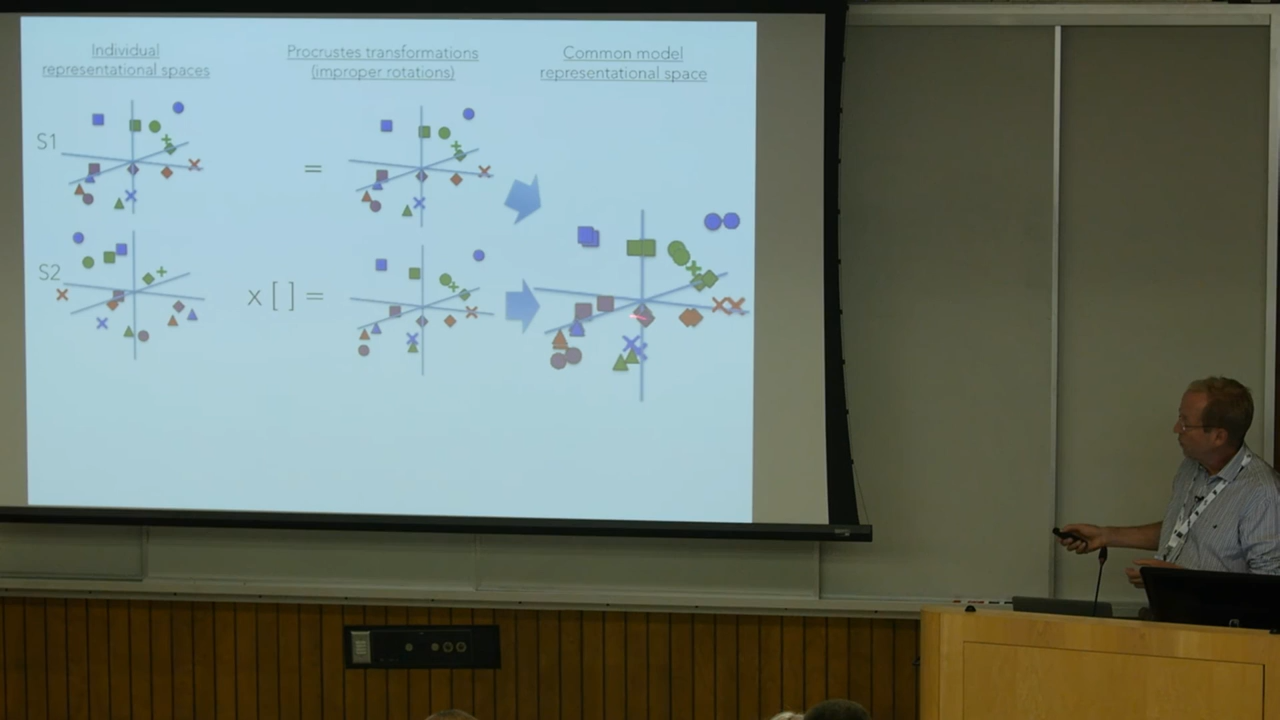 Individual
representational spaces
Procrustes transformations
(improper rotations)
Common model
representational space
S1
=
S2
x [ ] =